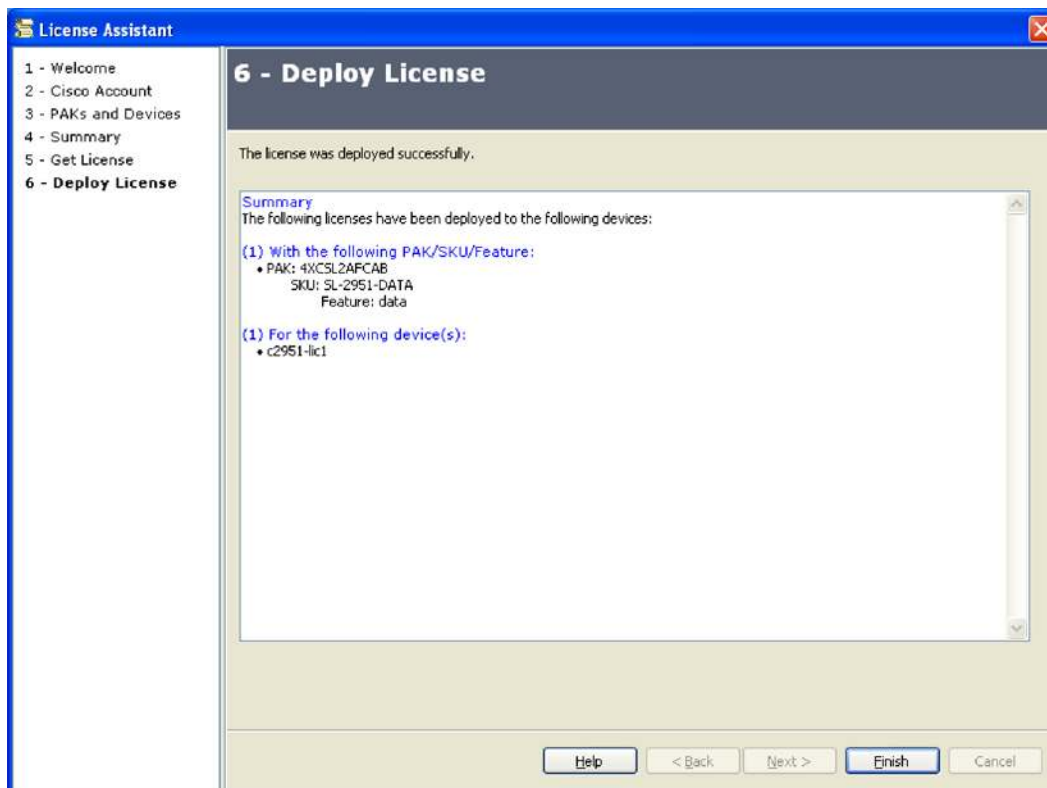 License Assistant
1 - Welcome
2 - Cisco Account
3 - PAKs and Devices
4 - Summary
5 - Get License
6 - Deploy License
6 - Deploy License
The license was deployed successfully.
Summary
The following licenses have been deployed to the following devices:
(1) With the following PAK/SKU/Feature:
• PAK: 4XCSL2AFCAB
SKU: SL-2951-DATA
Feature: data
(1) For the following device(s):
• c2951-lic1
Help
< Back
Next >
Finish
Cancel